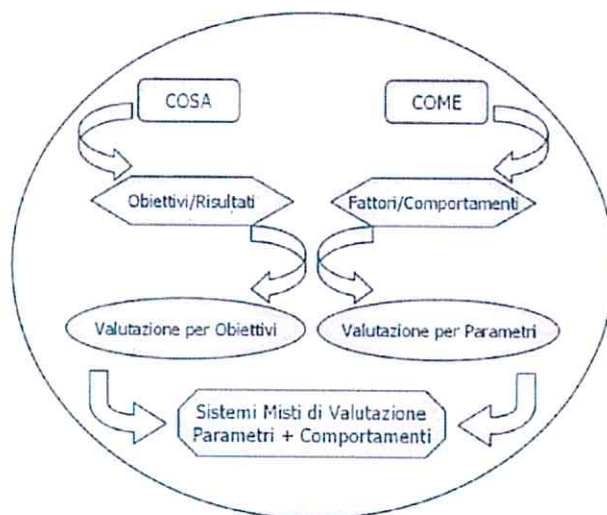 COSA
COME
Obiettivi/Risultati
Fattori/Comportamenti
Valutazione per Obiettivi
Valutazione per Parametri
Sistemi Misti di Valutazione
Parametri + Comportamenti